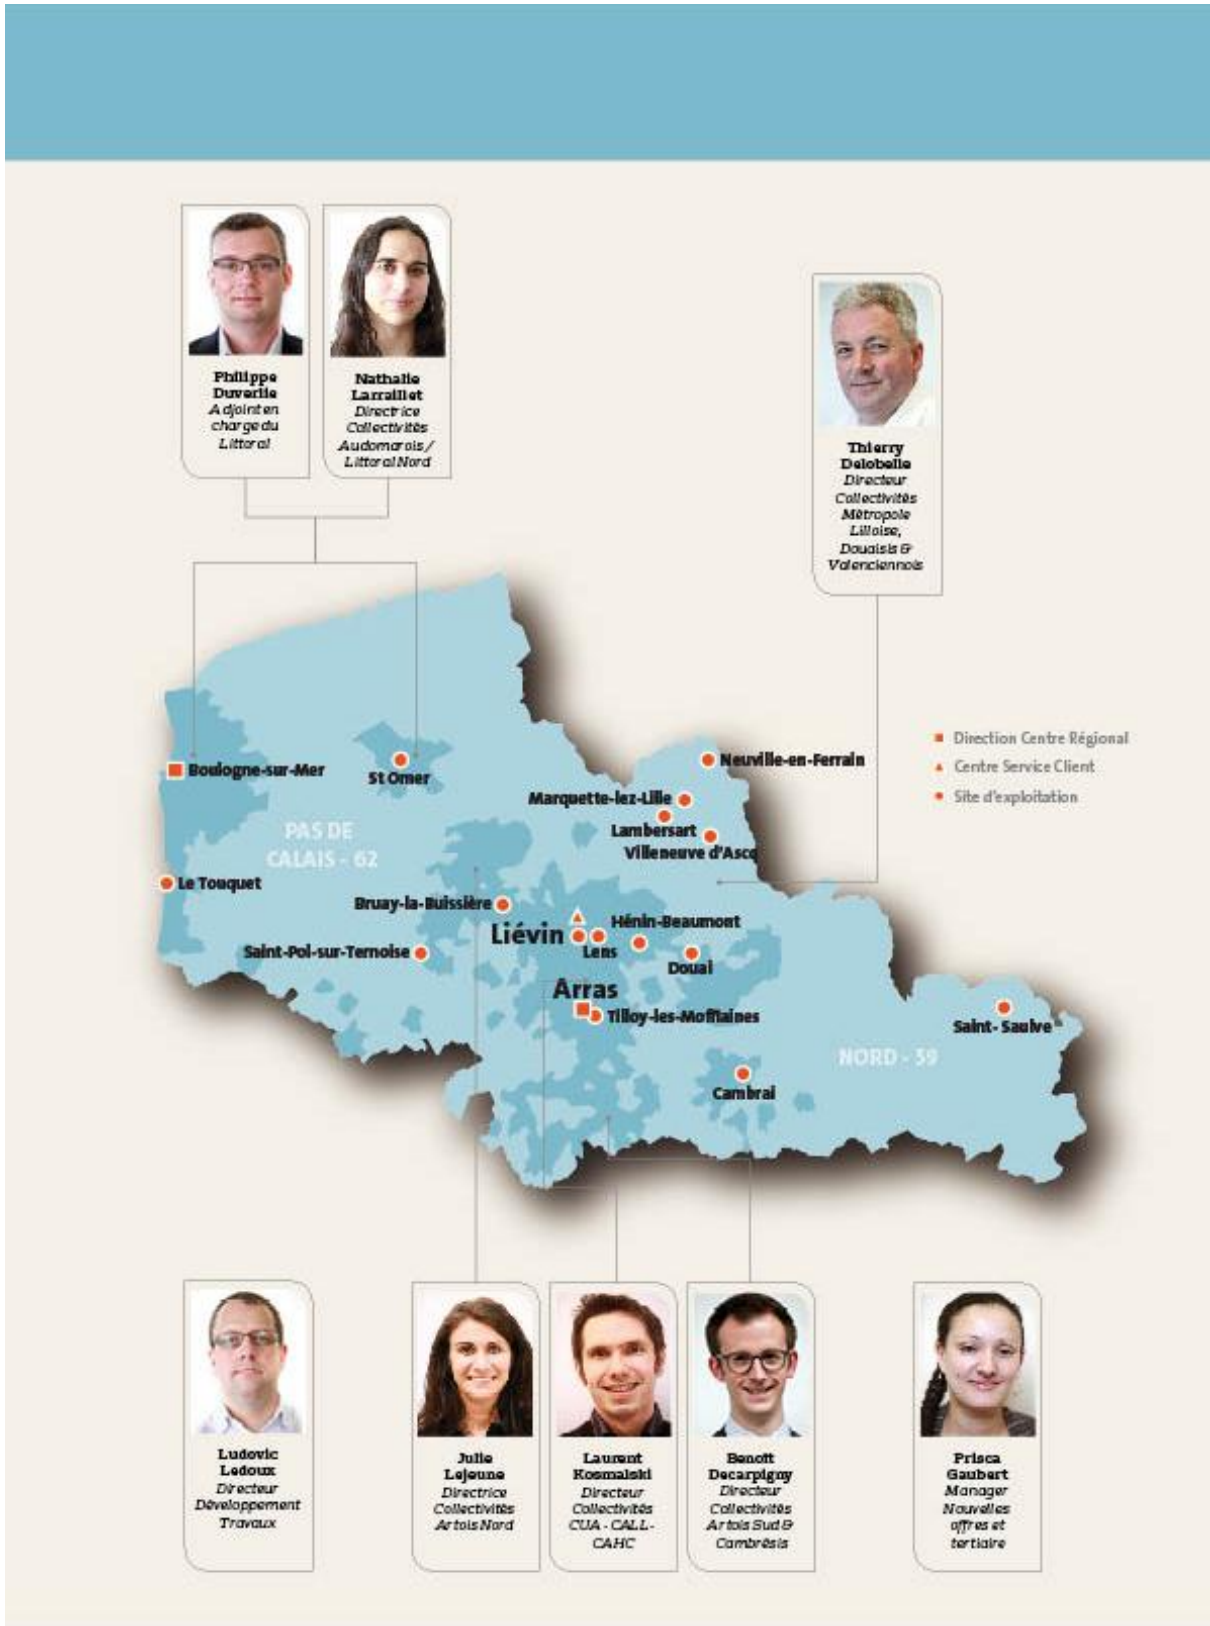 Philippe
Duverlie
Adjoint en
charge du
Littoral
Nathalie
Larraillet
Directrice
Collectivités
Audomarois /
Littoral Nord
Thierry
Delobelle
Directeur
Collectivités
Métropole
Lilloise,
Douaisis &
Valenciennois
Direction Centre Régional
Centre Service Client
Site d'exploitation
Boulogne-sur-Mer
St Omer
Neuville-en-Ferrain
Marquette-lez-Lille
Lambersart
Villeneuve d'Ascq
PAS DE
CALAIS - 62
Le Touquet
Bruay-la-Buissière
Hénin-Beaumont
Liévin
Lens
Saint-Pol-sur-Ternoise
Douai
Arras
Tilloy-les-Mofflaines
Saint-Saulve
NORD - 59
Cambrai
Ludovic
Ledoux
Directeur
Développement
Travaux
Julie
Lejeune
Directrice
Collectivités
Artois Nord
Laurent
Kosmalski
Directeur
Collectivités
CUA - CALL-
CAHC
Benoît
Decarpigny
Directeur
Collectivités
Artois Sud &
Cambrésis
Prisca
Gaubert
Manager
Nouvelles
offres et
tertiaire